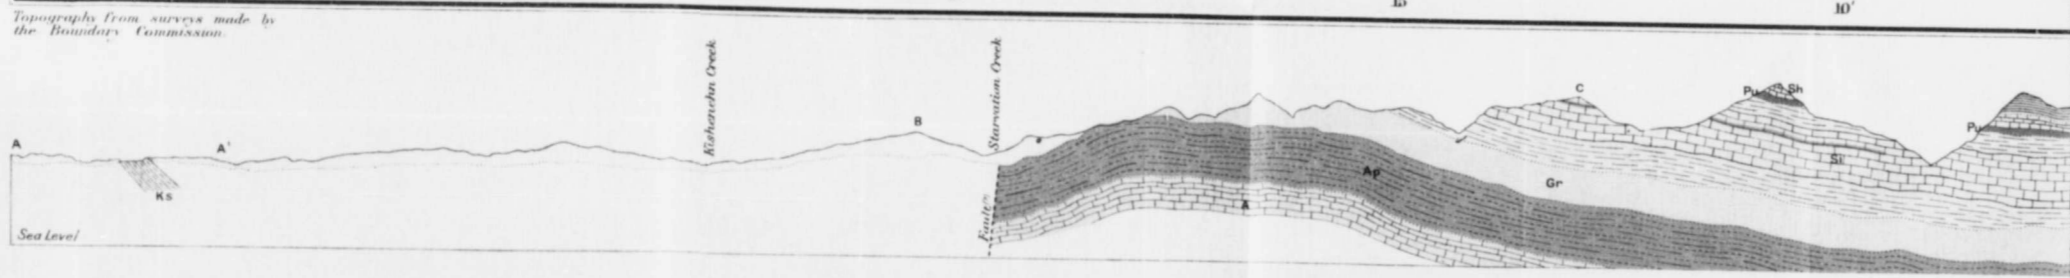 15'
10'
Topography from surveys made by
the Boundary Commission.
Kishenehn Creek
Starvation Creek
C
Pu
Sh
B
Pu
A
A'
Si
Ap
Gr
Ks
A
Fault
Sea Level